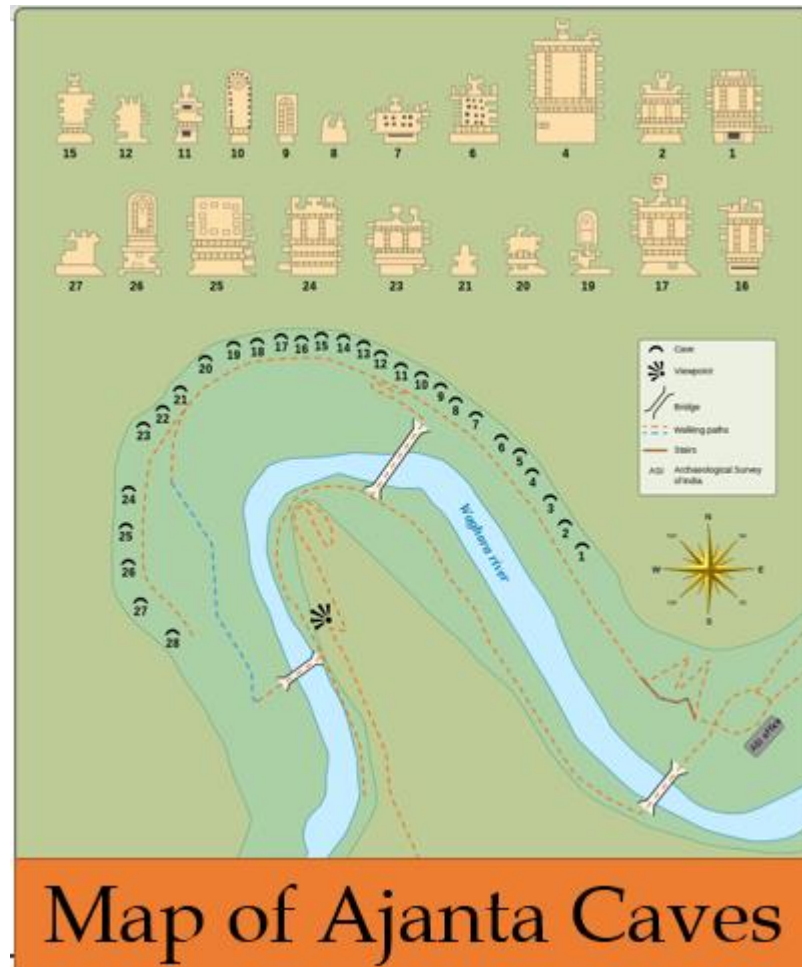 15 12 11 10 9 8 7 6 4 2 1
27 26 25 24 23 21 20 19 17 16
20 19 18 17 16 15 14 13 12 11 10 9 8 7 6 5 4 3 2 1
21
22
23
24
25
26
27
28
Waghora river
Cave
Viewpoint
Bridge
Walking paths
Stairs
ASI Archaeological Survey
of India
N
W E
S
ASI office
Map of Ajanta Caves